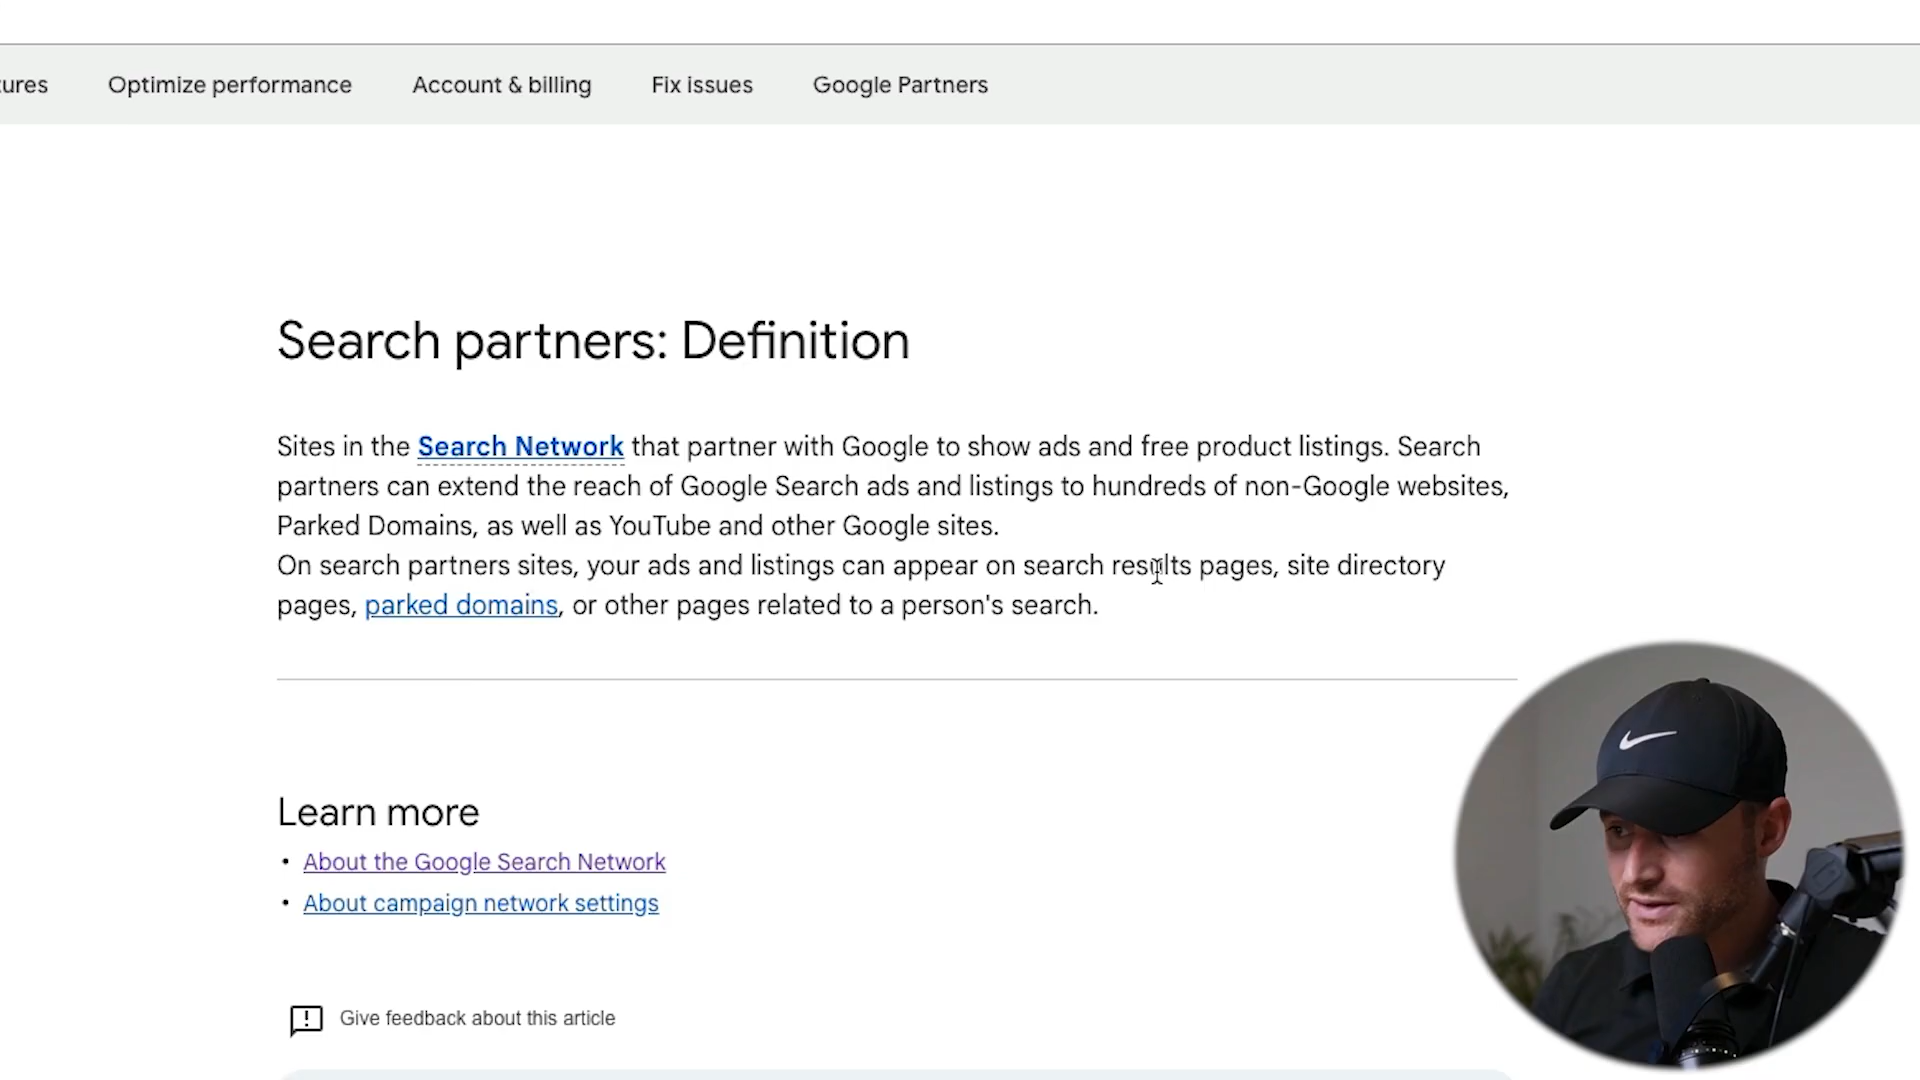 Optimize performance Account & billing Fix issues Google Partners
Search partners: Definition
Sites in the Search Network that partner with Google to show ads and free product listings. Search
partners can extend the reach of Google Search ads and listings to hundreds of non-Google websites,
Parked Domains, as well as YouTube and other Google sites.
On search partners sites, your ads and listings can appear on search results pages, site directory
pages, parked domains, or other pages related to a person's search.
Learn more
• About the Google Search Network
• About campaign network settings
Give feedback about this article